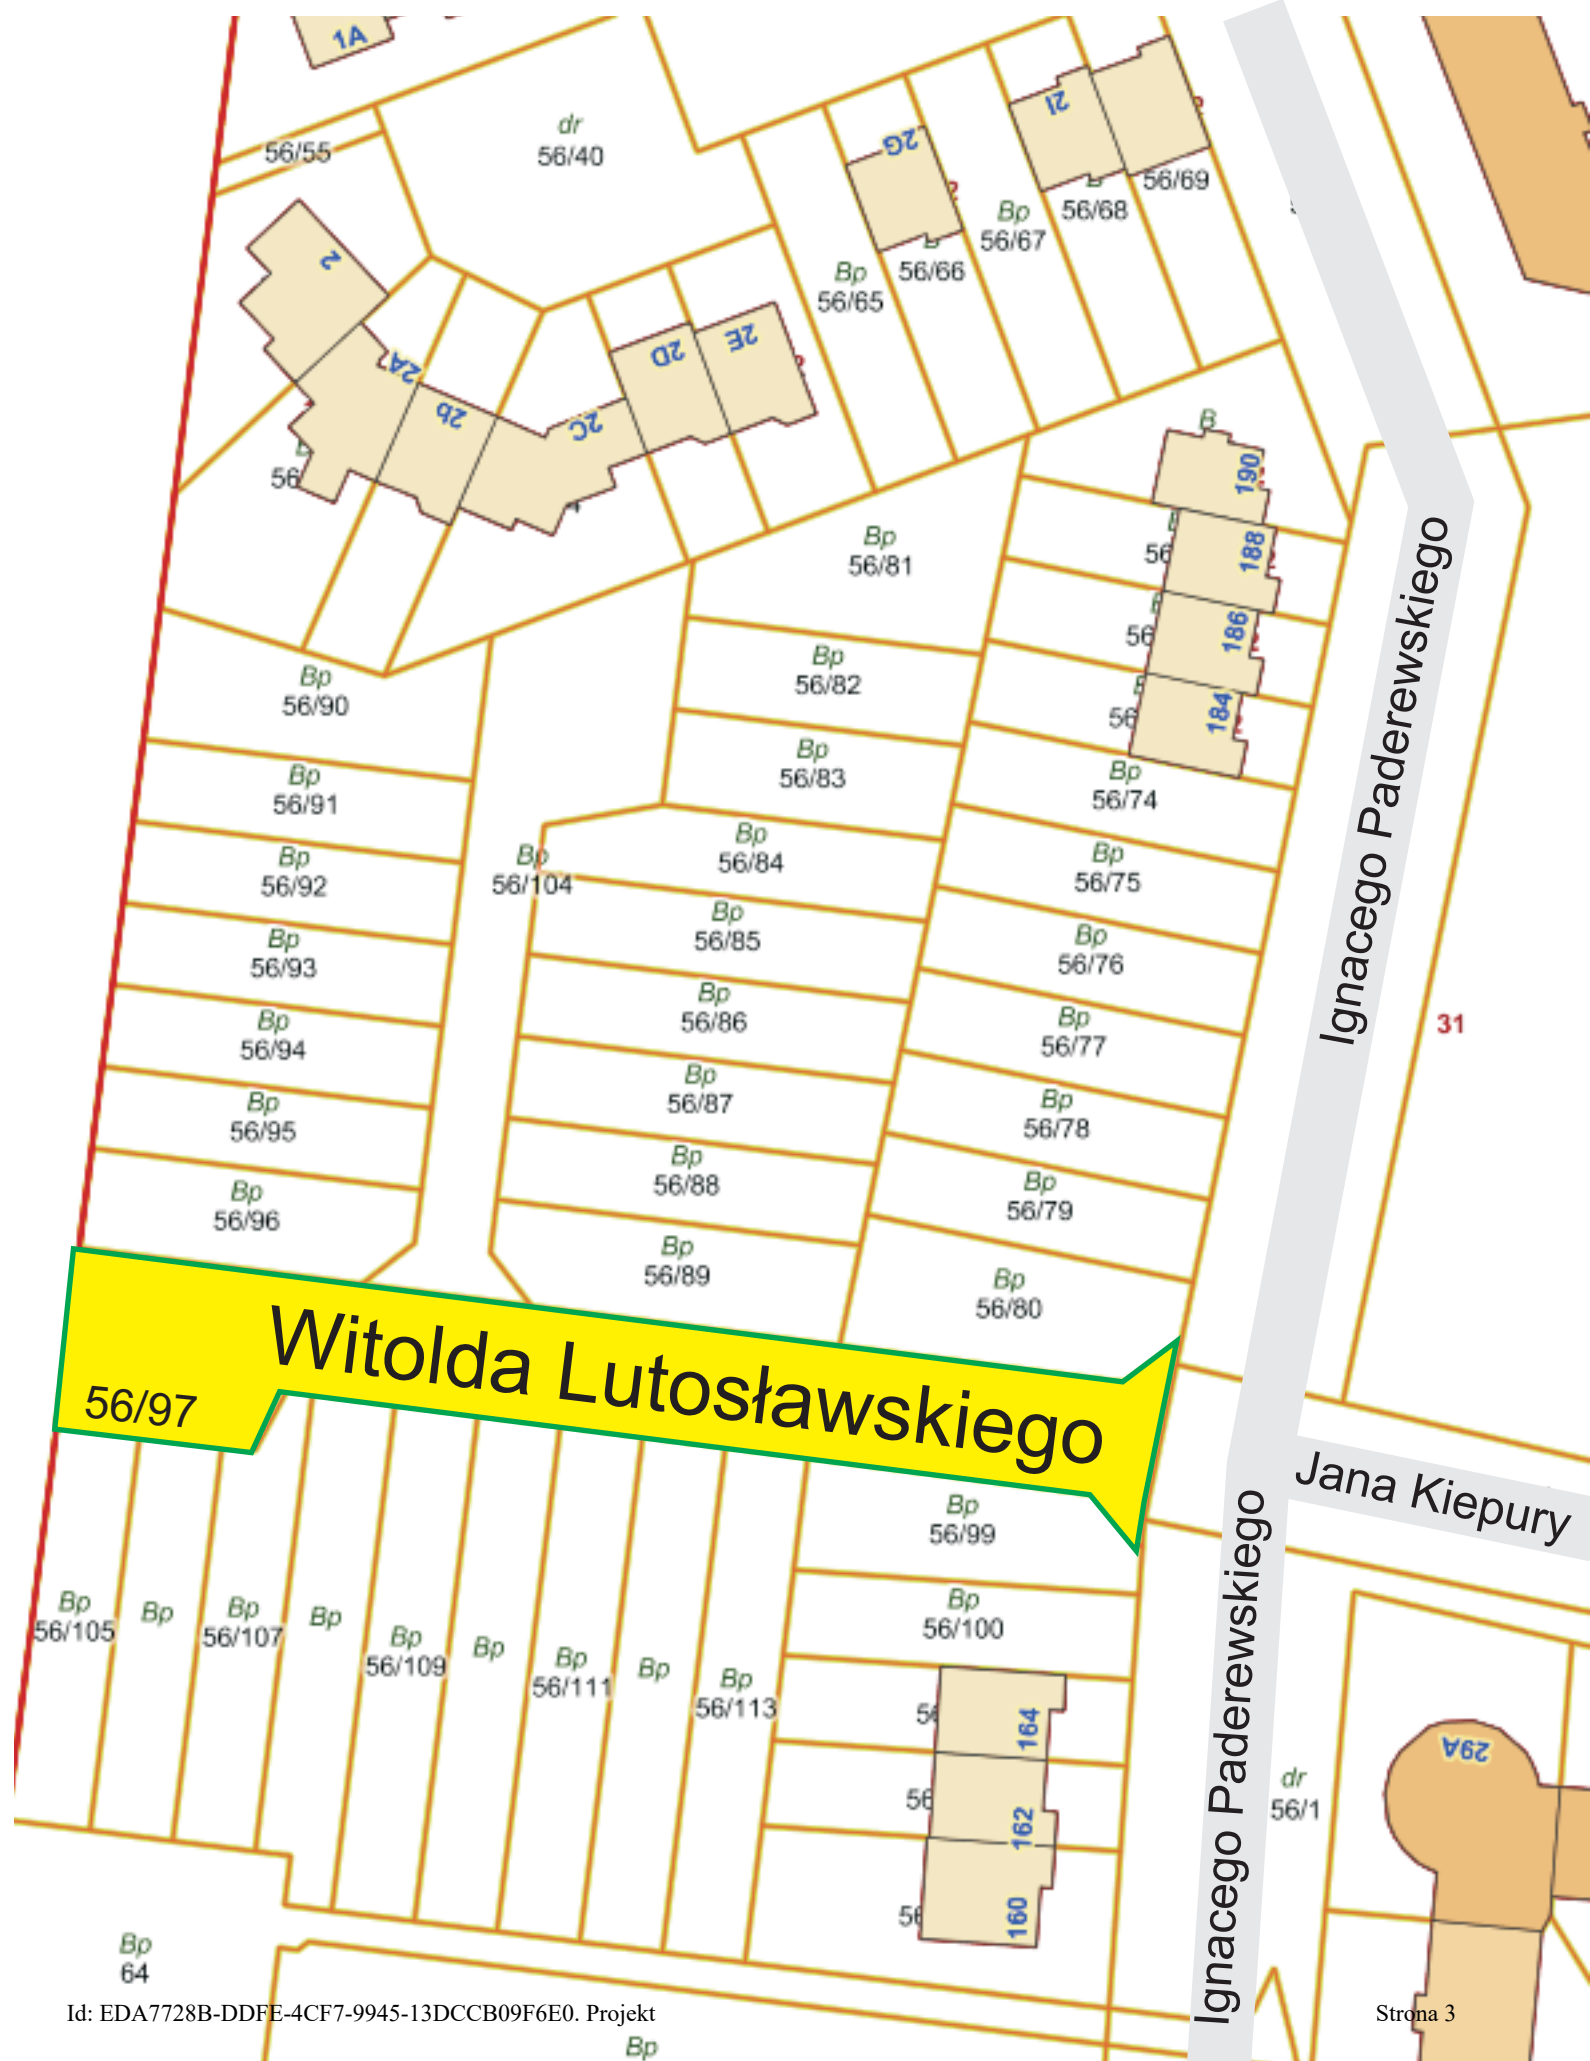 1A
dr
56/40
56/55
2I
2G
56/69
Bp
56/67
56/68
56/66
Bp
56/65
2
2A
2b
2C
2D
2E
B
190
188
186
184
Bp
56/81
Bp
56/82
Bp
56/83
Bp
56/84
Bp
56/85
Bp
56/86
Bp
56/87
Bp
56/88
Bp
56/89
Bp
56/90
Bp
56/91
Bp
56/92
Bp
56/93
Bp
56/94
Bp
56/95
Bp
56/96
Bp
56/104
Bp
56/74
Bp
56/75
Bp
56/76
Bp
56/77
Bp
56/78
Bp
56/79
Bp
56/80
Ignacego Paderewskiego
31
Witolda Lutosławskiego
56/97
Jana Kiepury
Ignacego Paderewskiego
Bp
56/99
Bp
56/100
Bp
56/105
Bp
Bp
56/107
Bp
Bp
56/109
Bp
Bp
56/111
Bp
Bp
56/113
164
162
160
dr
56/1
29A
Bp
64
Id: EDA7728B-DDFE-4CF7-9945-13DCCB09F6E0. Projekt
Strona 3
Bp